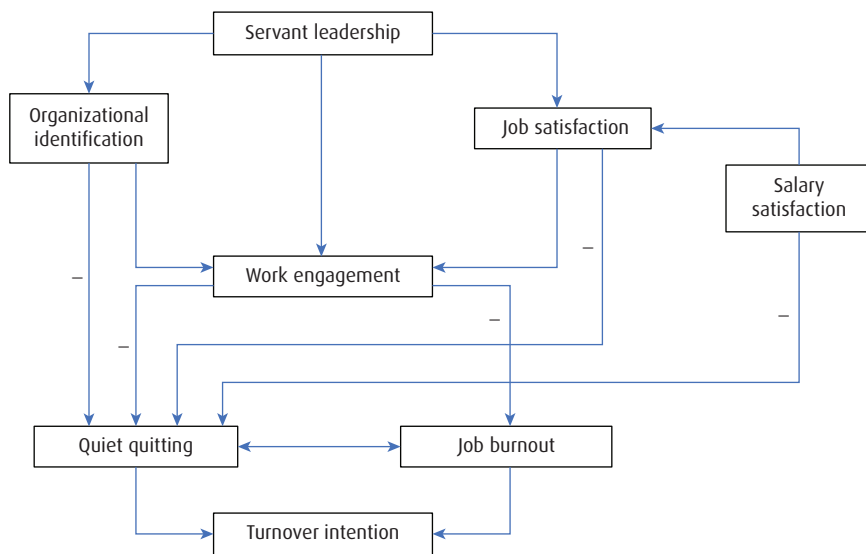 Servant leadership
Organizational
identification
Job satisfaction
Salary
satisfaction
–
Work engagement
–
–
–
–
Quiet quitting
Job burnout
Turnover intention